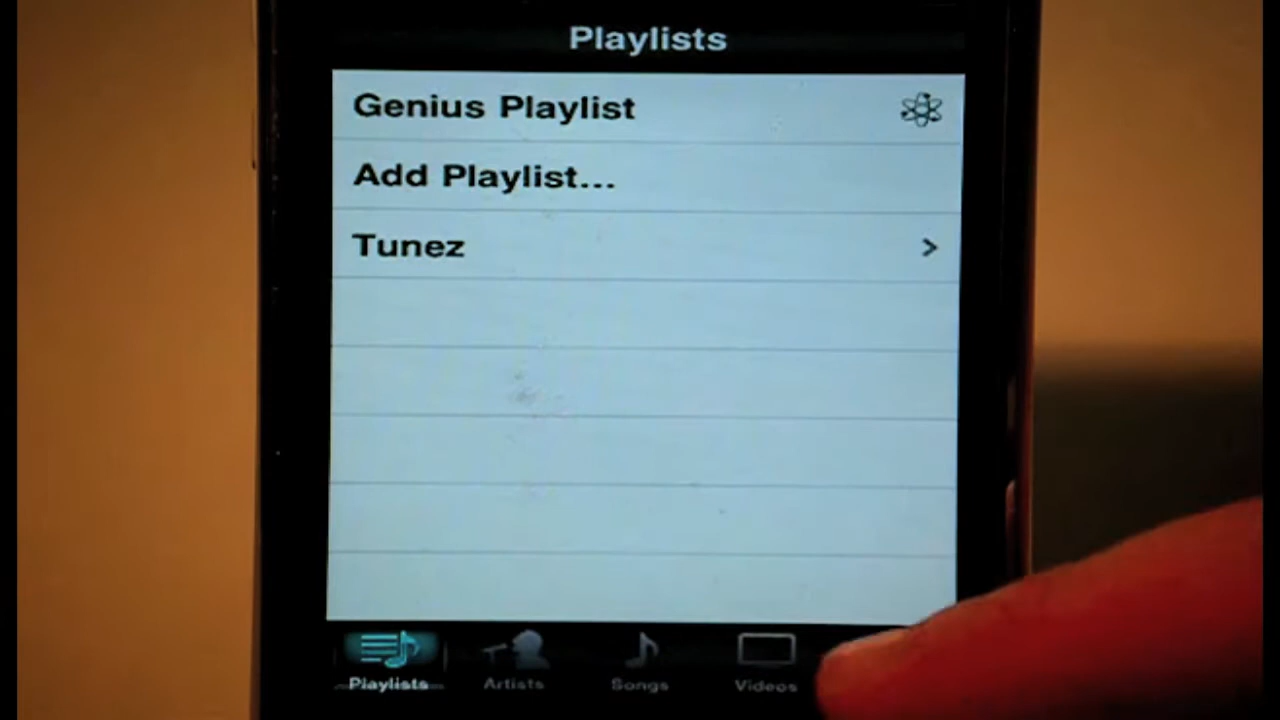 Playlists
Genius Playlist
Add Playlist...
Tunez
Playlists
Artists
Songs
Videos